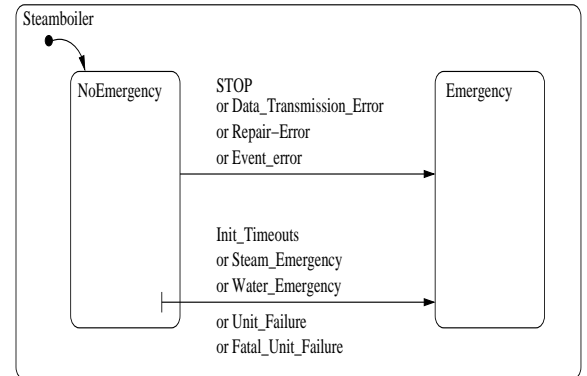 Steamboiler
NoEmergency
STOP
or Data_Transmission_Error
or Repair−Error
or Event_error
Emergency
Init_Timeouts
or Steam_Emergency
or Water_Emergency
or Unit_Failure
or Fatal_Unit_Failure